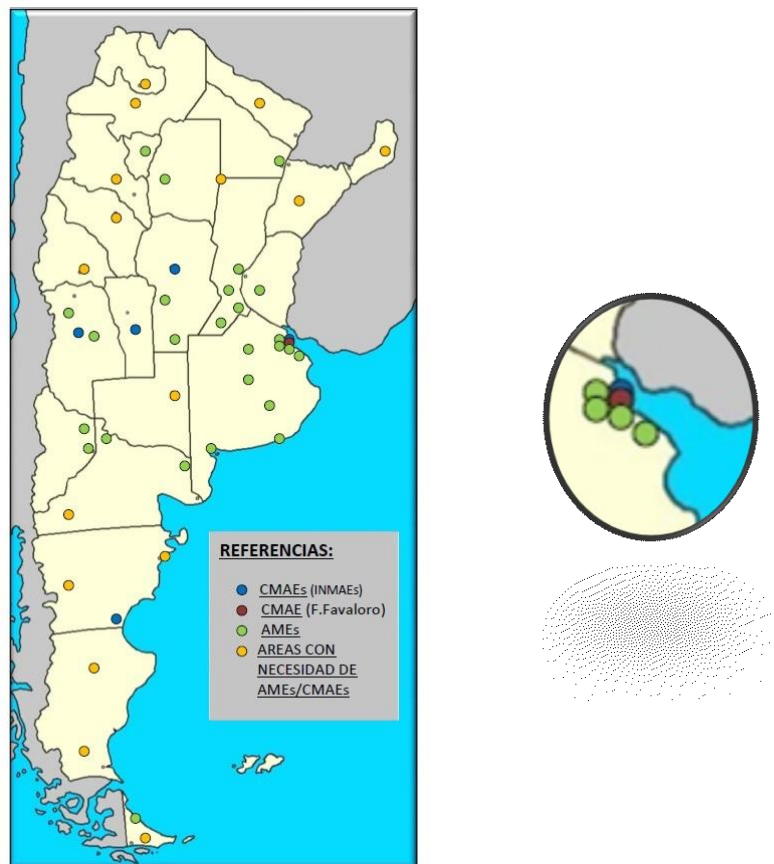 REFERENCIAS:
CMAEs (INMAEs)
CMAE (F.Favaloro)
AMEs
AREAS CON
NECESIDAD DE
AMEs/CMAEs